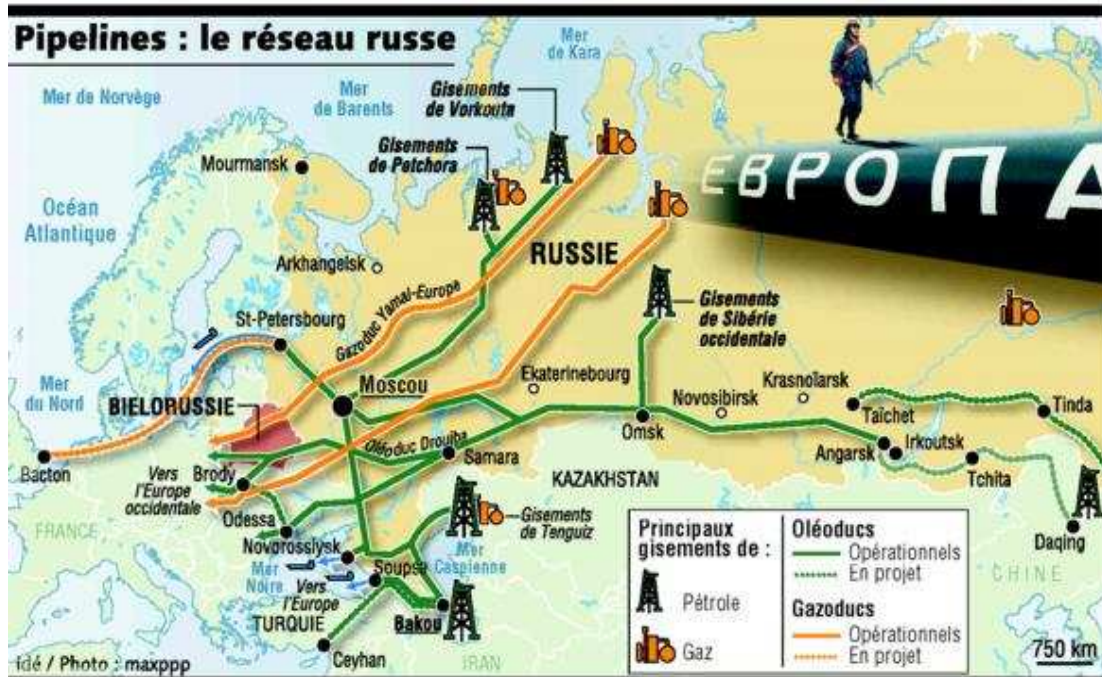 Pipelines : le réseau russe
Mer
de Kara
Mer de Norvège
Mer
de Barents
Gisements
de Vorkouta
Gisements
de Petchora
Mourmansk
Océan
Atlantique
ЕВРОПА
RUSSIE
Arkhangelsk
Gazoduc Yamal-Europe
Gisements
de Sibérie
occidentale
St-Petersbourg
Mer
du Nord
Moscou
Ekaterinebourg
Krasnoïarsk
Novosibirsk
BIELORUSSIE
Taïchet
Tinda
Omsk
Oléoduc Droujba
Samara
Angarsk
Irkoutsk
Tchita
Bacton
Vers
l'Europe
occidentale
Brody
KAZAKHSTAN
FRANCE
Odessa
Gisements
de Tenguiz
Novorossiysk
Mer
Noire
Soupsa
Mer
Caspienne
Vers
l'Europe
TURQUIE
Bakou
Ceyhan
IRAN
Daqing
CHINE
Principaux
gisements de :
Pétrole
Gaz
Oléoducs
Opérationnels
En projet
Gazoducs
Opérationnels
En projet
750 km
idé / Photo : maxppp